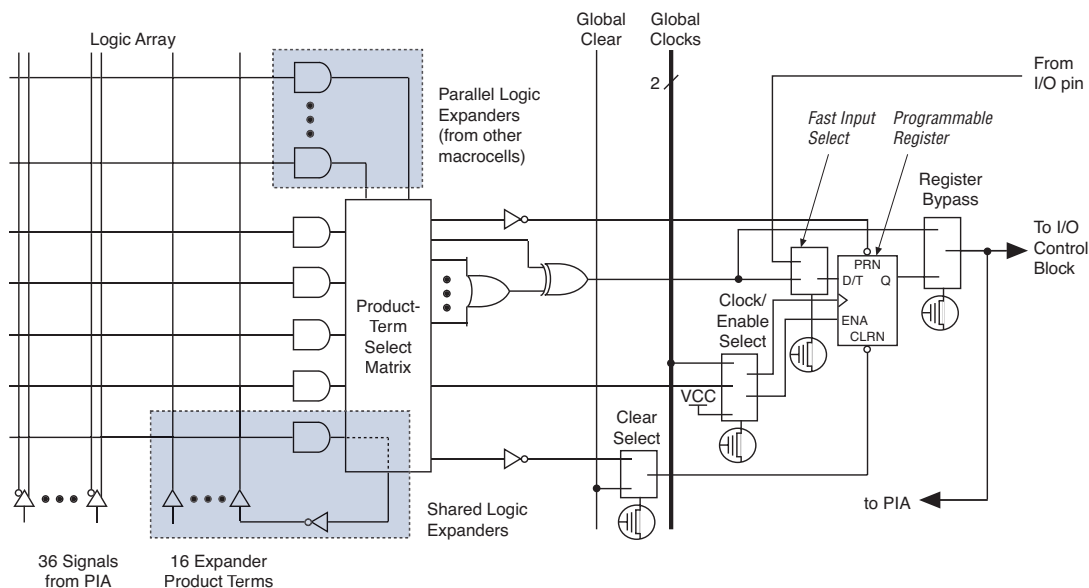 Logic Array
Parallel Logic
Expanders
(from other
macrocells)
Global
Clear
Global
Clocks
2
From
I/O pin
Fast Input
Select
Programmable
Register
Register
Bypass
To I/O
Control
Block
PRN
D/T Q
ENA
CLRN
Clock/
Enable
Select
VCC
Product-
Term
Select
Matrix
Clear
Select
to PIA
Shared Logic
Expanders
36 Signals
from PIA
16 Expander
Product Terms